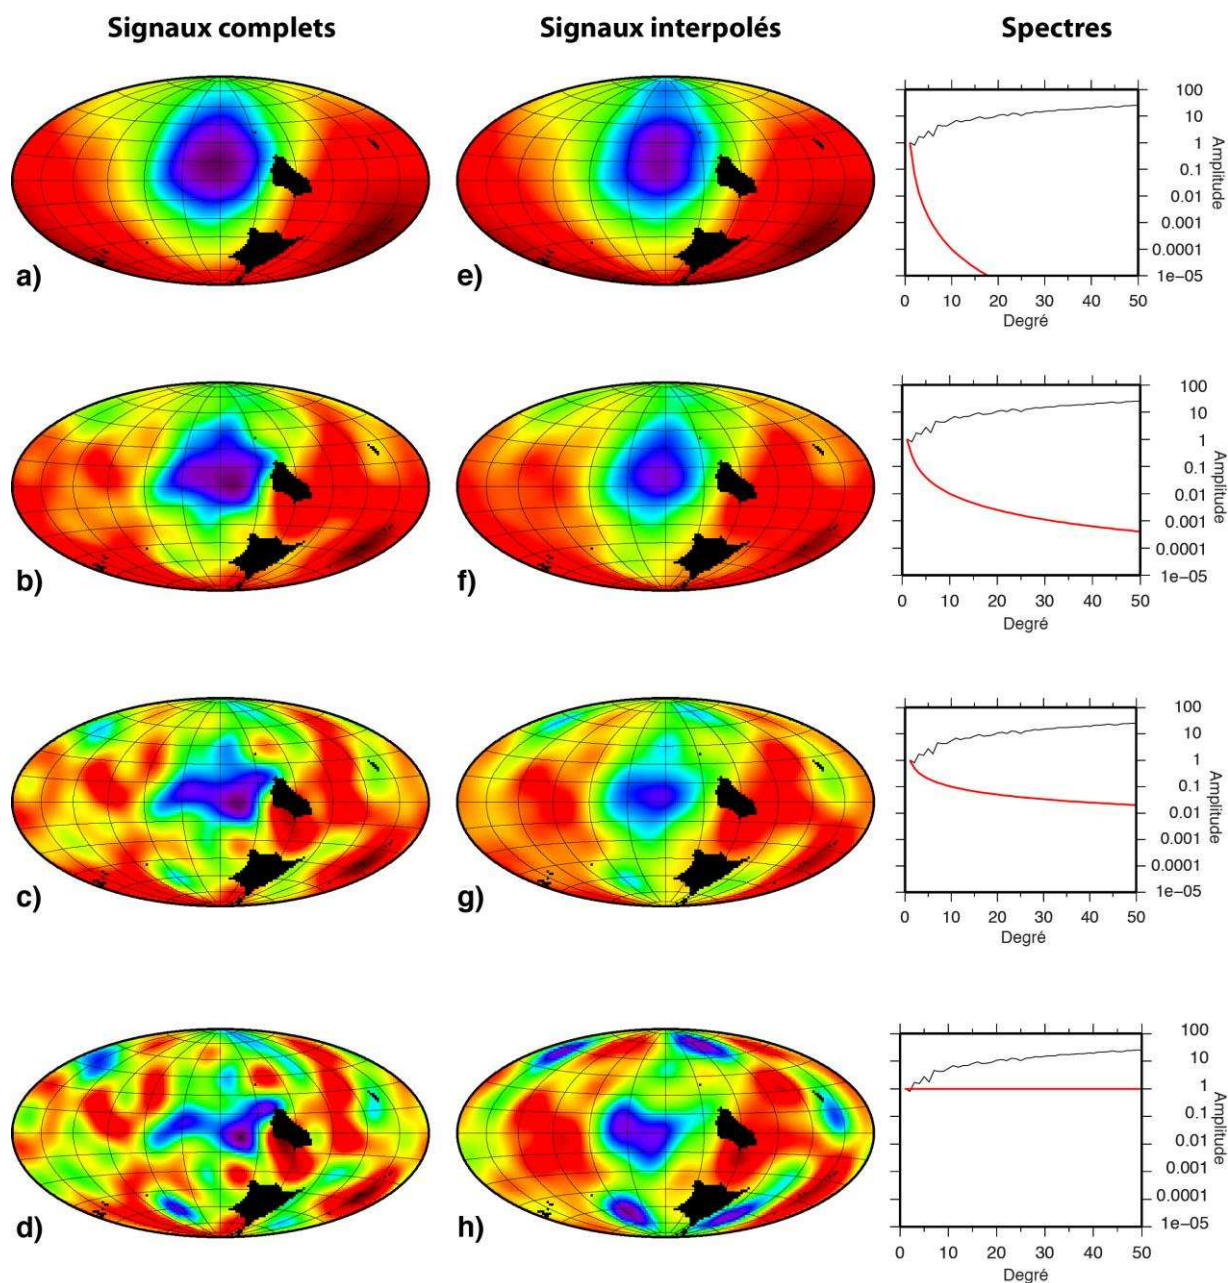 Signaux complets
Signaux interpolés
Spectres
a)
e)
100
10
1
0.1
0.01
0.001
0.0001
1e−05
Amplitude
0 10 20 30 40 50
Degré
b)
f)
100
10
1
0.1
0.01
0.001
0.0001
1e−05
Amplitude
0 10 20 30 40 50
Degré
c)
g)
100
10
1
0.1
0.01
0.001
0.0001
1e−05
Amplitude
0 10 20 30 40 50
Degré
d)
h)
100
10
1
0.1
0.01
0.001
0.0001
1e−05
Amplitude
0 10 20 30 40 50
Degré